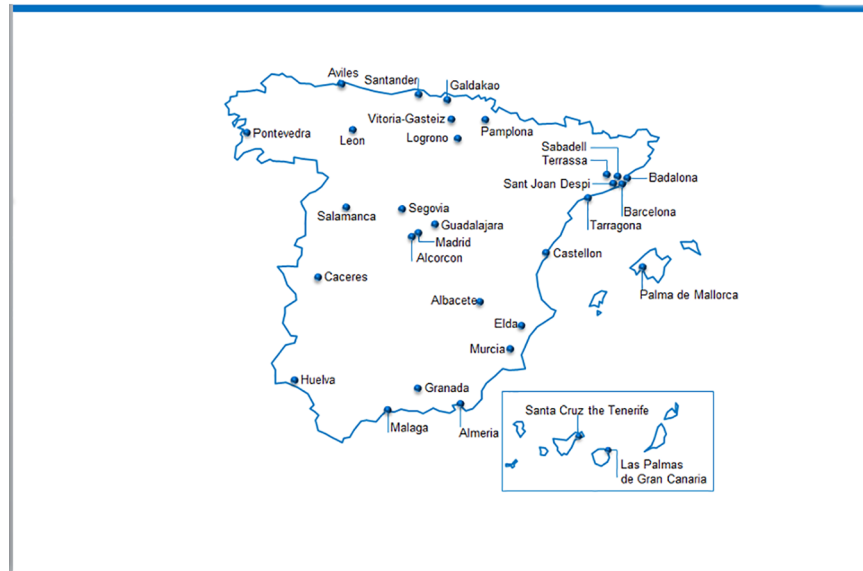 Aviles
Santander
Galdakao
Vitoria-Gasteiz
Pamplona
Pontevedra
Leon
Logrono
Sabadell
Terrassa
Badalona
Sant Joan Despi
Barcelona
Tarragona
Salamanca
Segovia
Guadalajara
Madrid
Alcorcon
Castellon
Caceres
Palma de Mallorca
Albacete
Elda
Murcia
Huelva
Granada
Malaga
Almeria
Santa Cruz the Tenerife
Las Palmas
de Gran Canaria